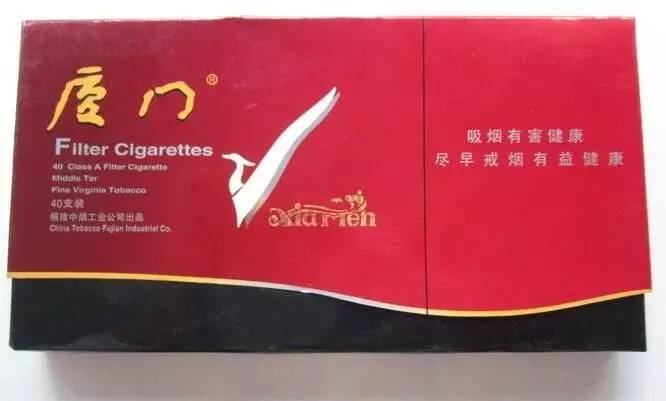 厦门®
Filter Cigarettes
40 Class A Filter Cigarette
Middle Tar
Fine Virginia Tobacco
40支装
福建中烟工业公司出品
China Tobacco Fujian Industrial Co.
XiaMen
吸烟有害健康
尽早戒烟有益健康